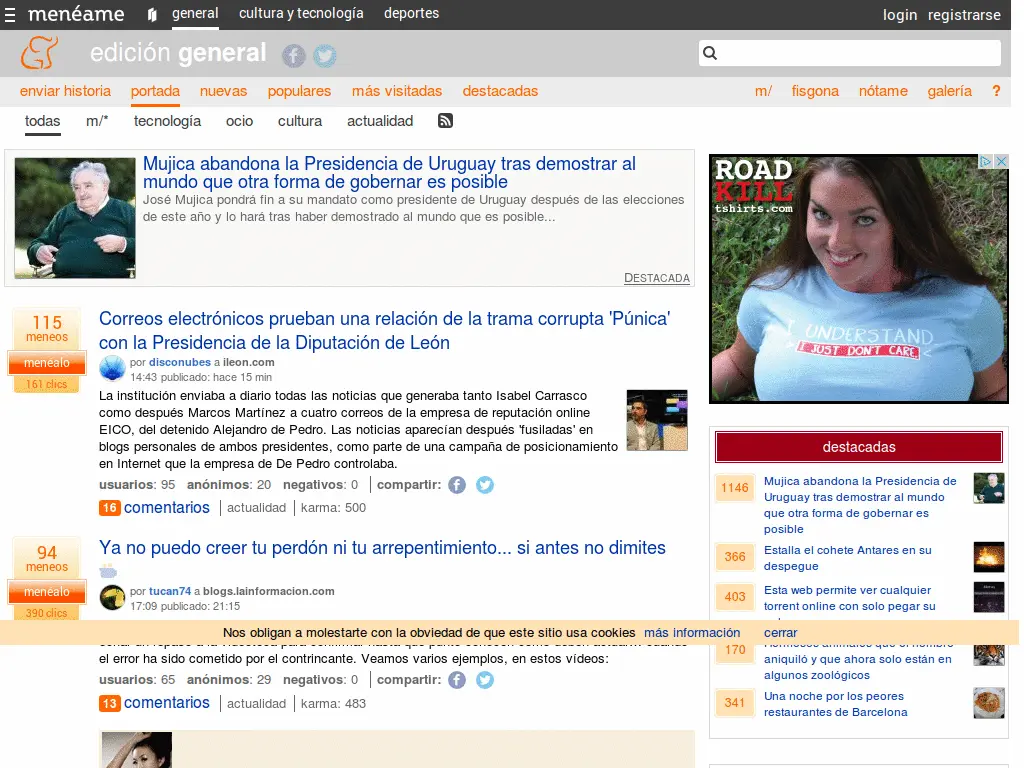 menéame general cultura y tecnología deportes login registrarse
edición general
enviar historia portada nuevas populares más visitadas destacadas m/ fisgona nótame galería ?
todas m/* tecnología ocio cultura actualidad
Mujica abandona la Presidencia de Uruguay tras demostrar al
mundo que otra forma de gobernar es posible
José Mujica pondrá fin a su mandato como presidente de Uruguay después de las elecciones
de este año y lo hará tras haber demostrado al mundo que es posible...
DESTACADA
ROAD
KILL
tshirts.com
I UNDERSTAND
I JUST DON'T CARE
115
meneos
menéalo
161 clics
Correos electrónicos prueban una relación de la trama corrupta 'Púnica'
con la Presidencia de la Diputación de León
por disconubes a ileon.com
14:43 publicado: hace 15 min
La institución enviaba a diario todas las noticias que generaba tanto Isabel Carrasco
como después Marcos Martínez a cuatro correos de la empresa de reputación online
EICO, del detenido Alejandro de Pedro. Las noticias aparecían después 'fusiladas' en
blogs personales de ambos presidentes, como parte de una campaña de posicionamiento
en Internet que la empresa de De Pedro controlaba.
usuarios: 95 anónimos: 20 negativos: 0 compartir:
16 comentarios actualidad karma: 500
94
meneos
menéalo
390 clics
Ya no puedo creer tu perdón ni tu arrepentimiento... si antes no dimites
por tucan74 a blogs.lainformacion.com
17:09 publicado: 21:15
el error ha sido cometido por el contrincante. Veamos varios ejemplos, en estos vídeos:
usuarios: 65 anónimos: 29 negativos: 0 compartir:
13 comentarios actualidad karma: 483
destacadas
1146
Mujica abandona la Presidencia de
Uruguay tras demostrar al mundo
que otra forma de gobernar es
posible
366
Estalla el cohete Antares en su
despegue
403
Esta web permite ver cualquier
torrent online con solo pegar su
170
Hermosos animales que el hombre
aniquiló y que ahora solo están en
algunos zoológicos
341
Una noche por los peores
restaurantes de Barcelona
Nos obligan a molestarte con la obviedad de que este sitio usa cookies más información cerrar